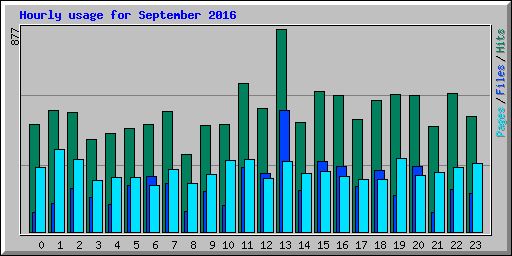 Hourly usage for September 2016
877
Pages/Files/Hits
0 1 2 3 4 5 6 7 8 9 10 11 12 13 14 15 16 17 18 19 20 21 22 23